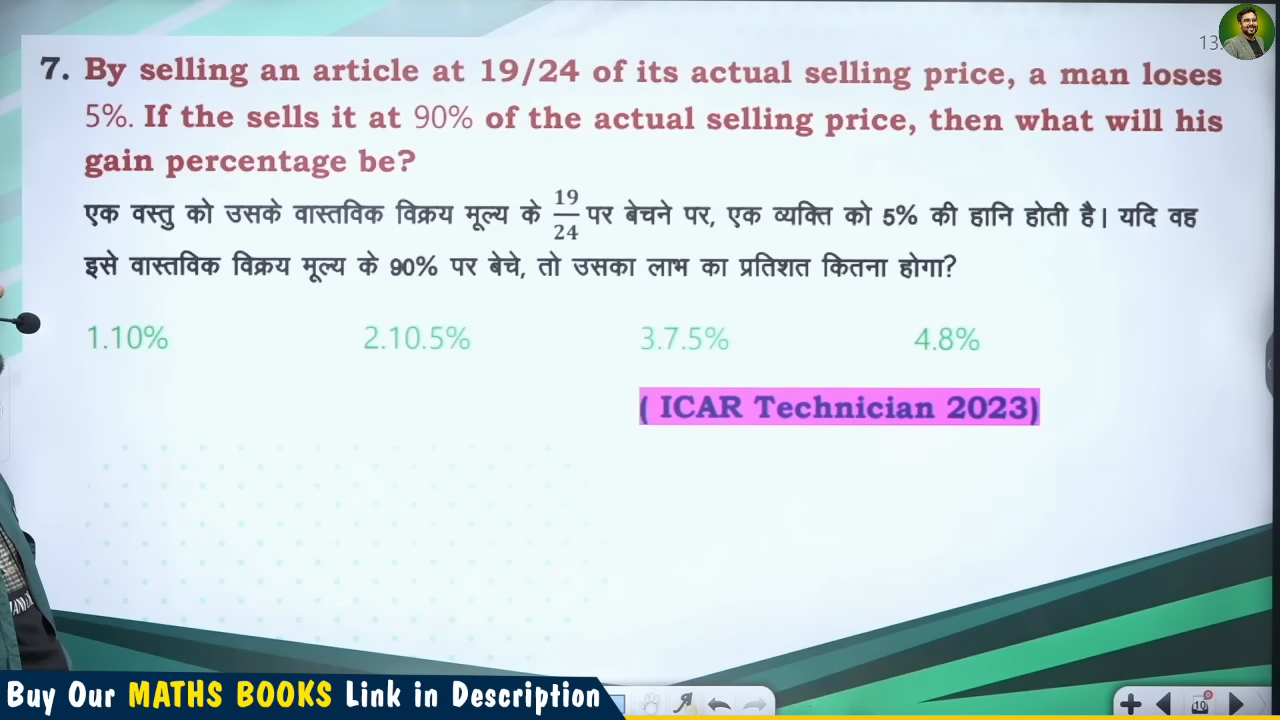 13.
7. By selling an article at 19/24 of its actual selling price, a man loses
5%. If the sells it at 90% of the actual selling price, then what will his
gain percentage be?
एक वस्तु को उसके वास्तविक विक्रय मूल्य के 19/24 पर बेचने पर, एक व्यक्ति को 5% की हानि होती है। यदि वह
इसे वास्तविक विक्रय मूल्य के 90% पर बेचे, तो उसका लाभ का प्रतिशत कितना होगा?
1.10% 2.10.5% 3.7.5% 4.8%
( ICAR Technician 2023)
Buy Our MATHS BOOKS Link in Description
10